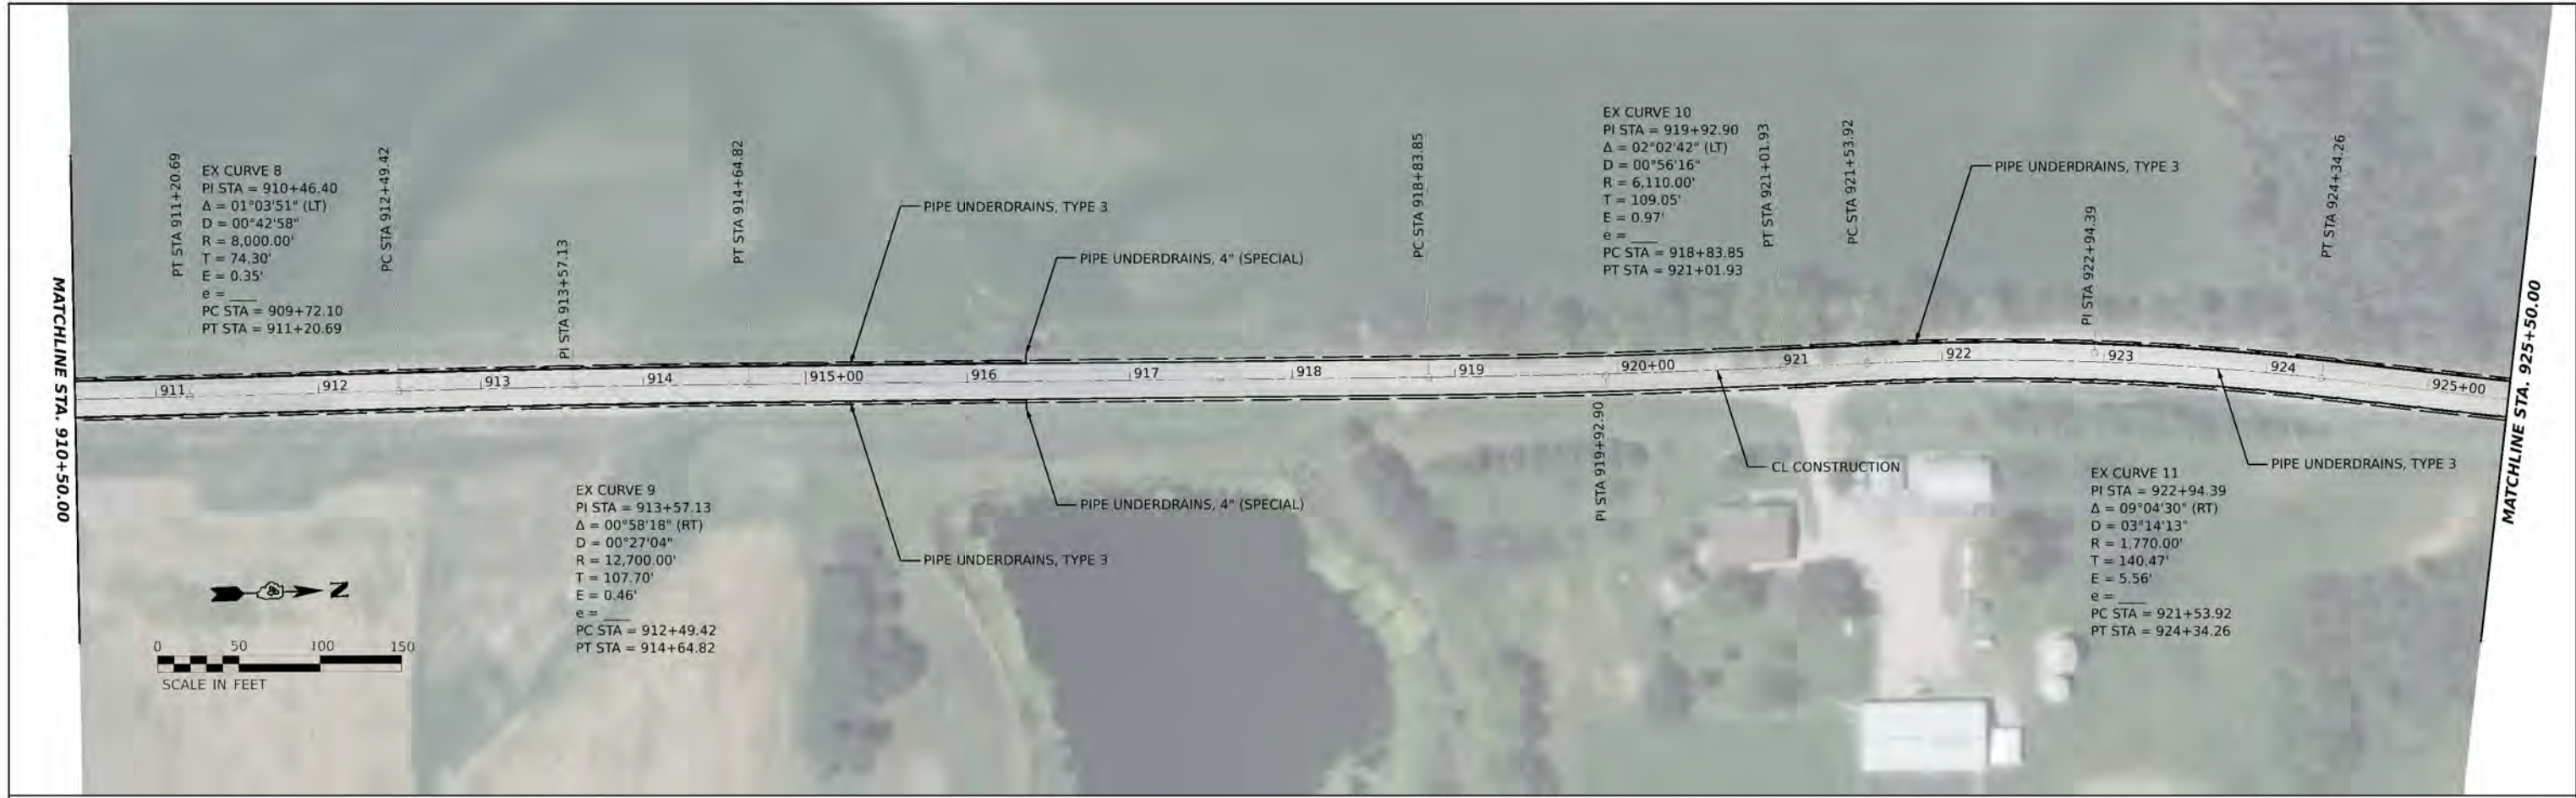 MATCHLINE STA. 910+50.00
PT STA 911+20.69
EX CURVE 8
PI STA = 910+46.40
Δ = 01°03'51" (LT)
D = 00°42'58"
R = 8,000.00'
T = 74.30'
E = 0.35'
e = ____
PC STA = 909+72.10
PT STA = 911+20.69
PC STA 912+49.42
PI STA 913+57.13
PT STA 914+64.82
PIPE UNDERDRAINS, TYPE 3
PIPE UNDERDRAINS, 4" (SPECIAL)
PC STA 918+83.85
EX CURVE 10
PI STA = 919+92.90
Δ = 02°02'42" (LT)
D = 00°56'16"
R = 6,110.00'
T = 109.05'
E = 0.97'
e = ____
PC STA = 918+83.85
PT STA = 921+01.93
PT STA 921+01.93
PC STA 921+53.92
PIPE UNDERDRAINS, TYPE 3
PI STA 922+94.39
PT STA 924+34.26
MATCHLINE STA. 925+50.00
911
912
913
914
915+00
916
917
918
919
920+00
921
922
923
924
925+00
PI STA 919+92.90
CL CONSTRUCTION
PIPE UNDERDRAINS, TYPE 3
EX CURVE 9
PI STA = 913+57.13
Δ = 00°58'18" (RT)
D = 00°27'04"
R = 12,700.00'
T = 107.70'
E = 0.46'
e = ____
PC STA = 912+49.42
PT STA = 914+64.82
PIPE UNDERDRAINS, 4" (SPECIAL)
PIPE UNDERDRAINS, TYPE 3
EX CURVE 11
PI STA = 922+94.39
Δ = 09°04'30" (RT)
D = 03°14'13"
R = 1,770.00'
T = 140.47'
E = 5.56'
e = ____
PC STA = 921+53.92
PT STA = 924+34.26
N
0 50 100 150
SCALE IN FEET